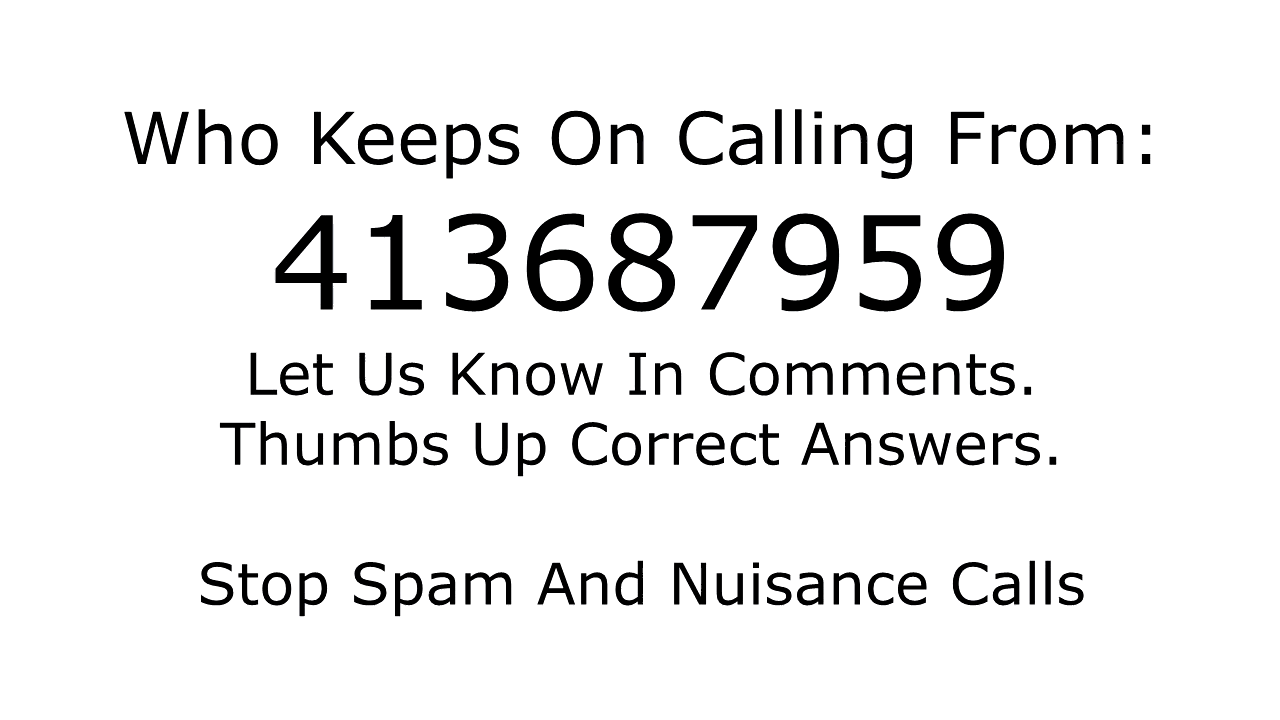 Who Keeps On Calling From:
413687959
Let Us Know In Comments.
Thumbs Up Correct Answers.
Stop Spam And Nuisance Calls